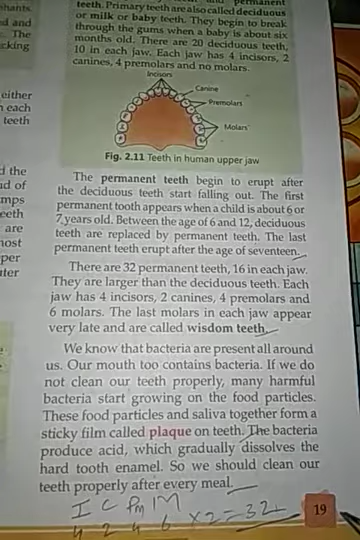 and permanent
teeth. Primary teeth are also called deciduous
or milk or baby teeth. They begin to break
through the gums when a baby is about six
months old. There are 20 deciduous teeth,
10 in each jaw. Each jaw has 4 incisors, 2
canines, 4 premolars and no molars.
Incisors
Canine
Premolars
Molars
Fig. 2.11 Teeth in human upper jaw
The permanent teeth begin to erupt after
the deciduous teeth start falling out. The first
permanent tooth appears when a child is about 6 or
7 years old. Between the age of 6 and 12, deciduous
teeth are replaced by permanent teeth. The last
permanent teeth erupt after the age of seventeen.
There are 32 permanent teeth, 16 in each jaw.
They are larger than the deciduous teeth. Each
jaw has 4 incisors, 2 canines, 4 premolars and
6 molars. The last molars in each jaw appear
very late and are called wisdom teeth.
We know that bacteria are present all around
us. Our mouth too contains bacteria. If we do
not clean our teeth properly, many harmful
bacteria start growing on the food particles.
These food particles and saliva together form a
sticky film called plaque on teeth. The bacteria
produce acid, which gradually dissolves the
hard tooth enamel. So we should clean our
teeth properly after every meal.
I C Pm M
4 2 4 6 × 2 = 32
19